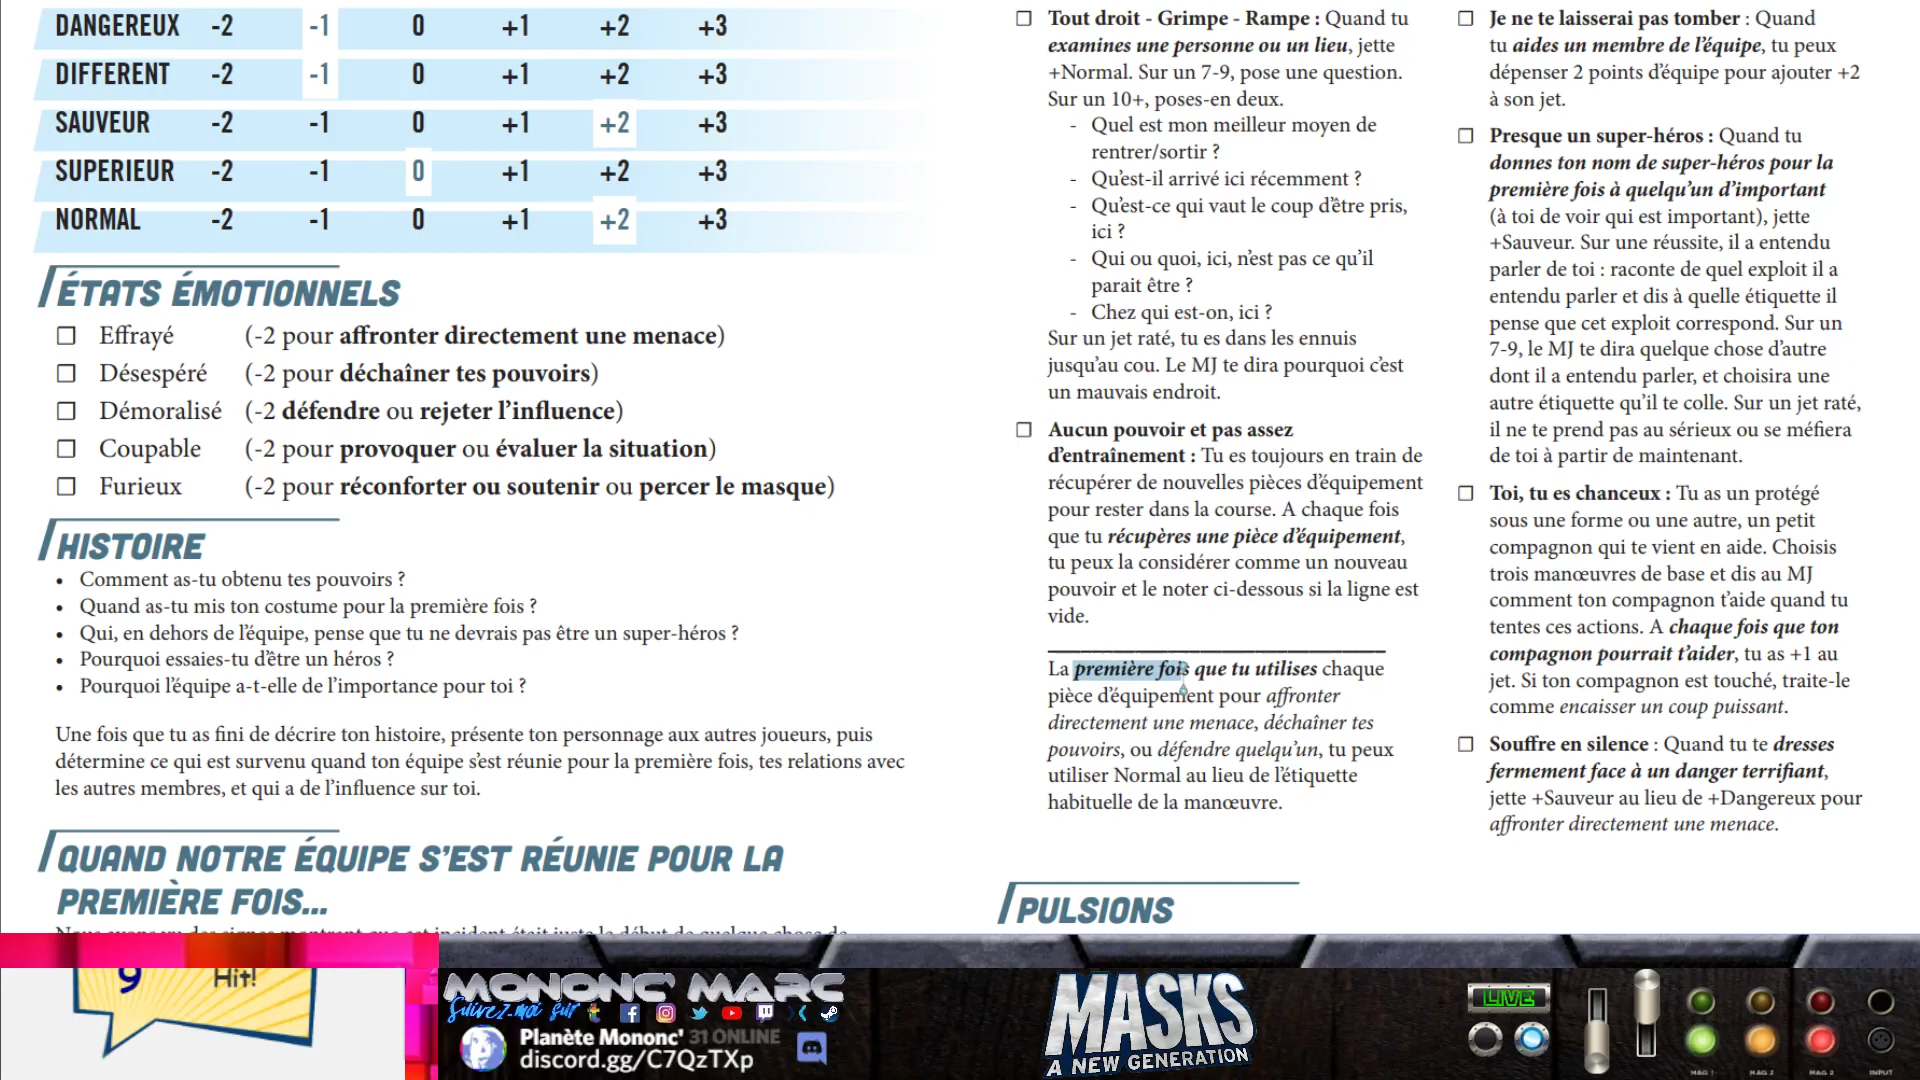 DANGEREUX -2 -1 0 +1 +2 +3
DIFFERENT -2 -1 0 +1 +2 +3
SAUVEUR -2 -1 0 +1 +2 +3
SUPERIEUR -2 -1 0 +1 +2 +3
NORMAL -2 -1 0 +1 +2 +3
ÉTATS ÉMOTIONNELS
Effrayé (-2 pour affronter directement une menace)
Désespéré (-2 pour déchaîner tes pouvoirs)
Démoralisé (-2 défendre ou rejeter l'influence)
Coupable (-2 pour provoquer ou évaluer la situation)
Furieux (-2 pour réconforter ou soutenir ou percer le masque)
HISTOIRE
• Comment as-tu obtenu tes pouvoirs ?
• Quand as-tu mis ton costume pour la première fois ?
• Qui, en dehors de l'équipe, pense que tu ne devrais pas être un super-héros ?
• Pourquoi essaies-tu d'être un héros ?
• Pourquoi l'équipe a-t-elle de l'importance pour toi ?
Une fois que tu as fini de décrire ton histoire, présente ton personnage aux autres joueurs, puis
détermine ce qui est survenu quand ton équipe s'est réunie pour la première fois, tes relations avec
les autres membres, et qui a de l'influence sur toi.
QUAND NOTRE ÉQUIPE S'EST RÉUNIE POUR LA
PREMIÈRE FOIS...
Nous avons vu des signes montrant que cet incident était juste le début de quelque chose de
Tout droit - Grimpe - Rampe : Quand tu
examines une personne ou un lieu, jette
+Normal. Sur un 7-9, pose une question.
Sur un 10+, poses-en deux.
- Quel est mon meilleur moyen de
rentrer/sortir ?
- Qu'est-il arrivé ici récemment ?
- Qu'est-ce qui vaut le coup d'être pris,
ici ?
- Qui ou quoi, ici, n'est pas ce qu'il
parait être ?
- Chez qui est-on, ici ?
Sur un jet raté, tu es dans les ennuis
jusqu'au cou. Le MJ te dira pourquoi c'est
un mauvais endroit.
Aucun pouvoir et pas assez
d'entraînement : Tu es toujours en train de
récupérer de nouvelles pièces d'équipement
pour rester dans la course. A chaque fois
que tu récupères une pièce d'équipement,
tu peux la considérer comme un nouveau
pouvoir et le noter ci-dessous si la ligne est
vide.
La première fois que tu utilises chaque
pièce d'équipement pour affronter
directement une menace, déchaîner tes
pouvoirs, ou défendre quelqu'un, tu peux
utiliser Normal au lieu de l'étiquette
habituelle de la manœuvre.
PULSIONS
Je ne te laisserai pas tomber : Quand
tu aides un membre de l'équipe, tu peux
dépenser 2 points d'équipe pour ajouter +2
à son jet.
Presque un super-héros : Quand tu
donnes ton nom de super-héros pour la
première fois à quelqu'un d'important
(à toi de voir qui est important), jette
+Sauveur. Sur une réussite, il a entendu
parler de toi : raconte de quel exploit il a
entendu parler et dis à quelle étiquette il
pense que cet exploit correspond. Sur un
7-9, le MJ te dira quelque chose d'autre
dont il a entendu parler, et choisira une
autre étiquette qu'il te colle. Sur un jet raté,
il ne te prend pas au sérieux ou se méfiera
de toi à partir de maintenant.
Toi, tu es chanceux : Tu as un protégé
sous une forme ou une autre, un petit
compagnon qui te vient en aide. Choisis
trois manœuvres de base et dis au MJ
comment ton compagnon t'aide quand tu
tentes ces actions. A chaque fois que ton
compagnon pourrait t'aider, tu as +1 au
jet. Si ton compagnon est touché, traite-le
comme encaisser un coup puissant.
Souffre en silence : Quand tu te dresses
fermement face à un danger terrifiant,
jette +Sauveur au lieu de +Dangereux pour
affronter directement une menace.
9 Hit!
MONONC' MARC
Suivez-moi sur
Planète Mononc' 31 ONLINE
discord.gg/C7QzTXp
MASKS
A NEW GENERATION
LIVE
MAG 1 MAG 2 MAG 3 INPUT